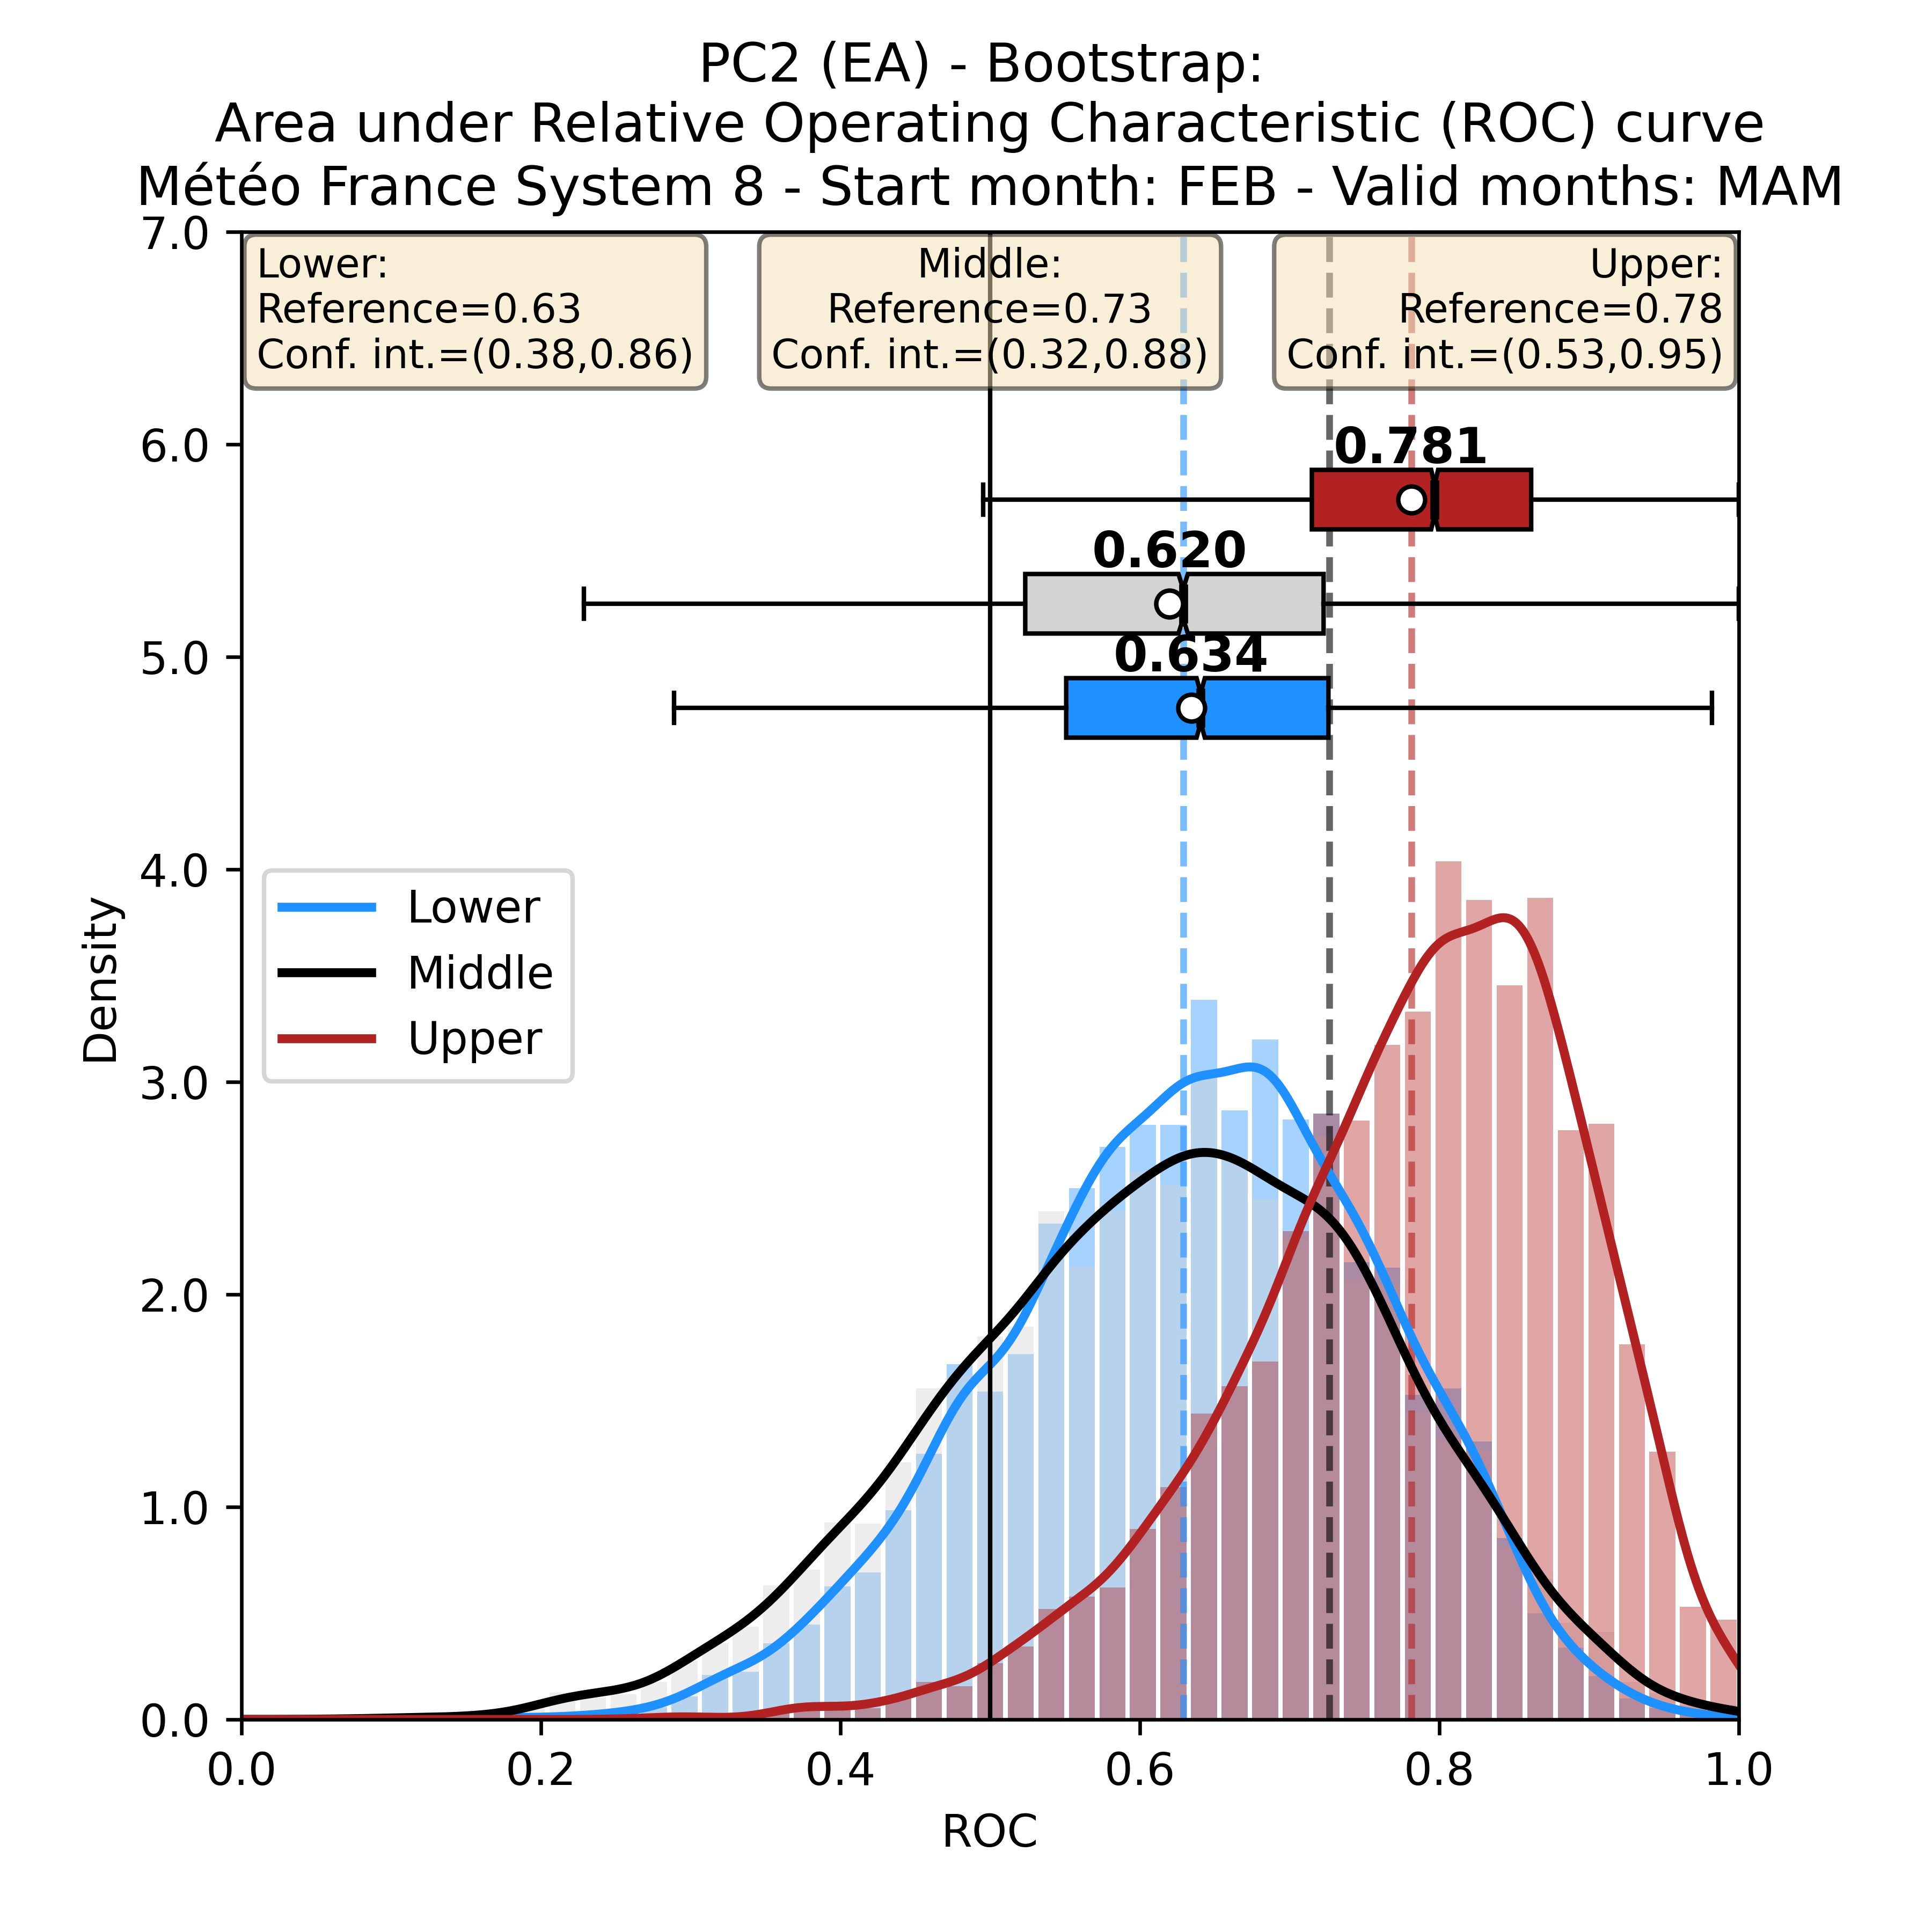 PC2 (EA) - Bootstrap:
Area under Relative Operating Characteristic (ROC) curve
Météo France System 8 - Start month: FEB - Valid months: MAM
Lower:
Reference=0.63
Conf. int.=(0.38,0.86)
Middle:
Reference=0.73
Conf. int.=(0.32,0.88)
Upper:
Reference=0.78
Conf. int.=(0.53,0.95)
7.0
6.0
5.0
4.0
3.0
2.0
1.0
0.0
Density
0.781
0.620
0.634
Lower
Middle
Upper
0.0
0.2
0.4
0.6
0.8
1.0
ROC